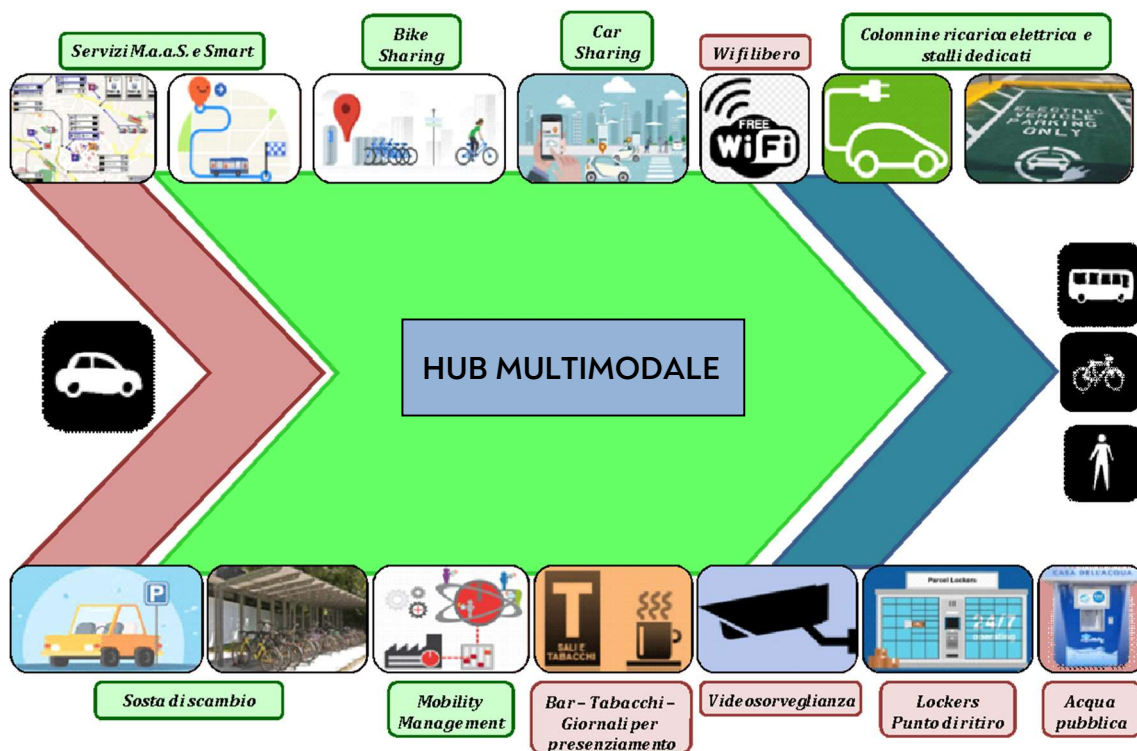 Servizi M.a.a.S. e Smart
Bike
Sharing
Car
Sharing
Wifi libero
Colonnine ricarica elettrica e
stalli dedicati
FREE
WiFi
ELECTRIC
VEHICLE
PARKING
ONLY
HUB MULTIMODALE
P
T
SALI E
TABACCHI
Parcel Lockers
24/7
operating
CASA DELL'ACQUA
Sosta di scambio
Mobility
Management
Bar – Tabacchi –
Giornali per
presenziamento
Videosorveglianza
Lockers
Punto di ritiro
Acqua
pubblica